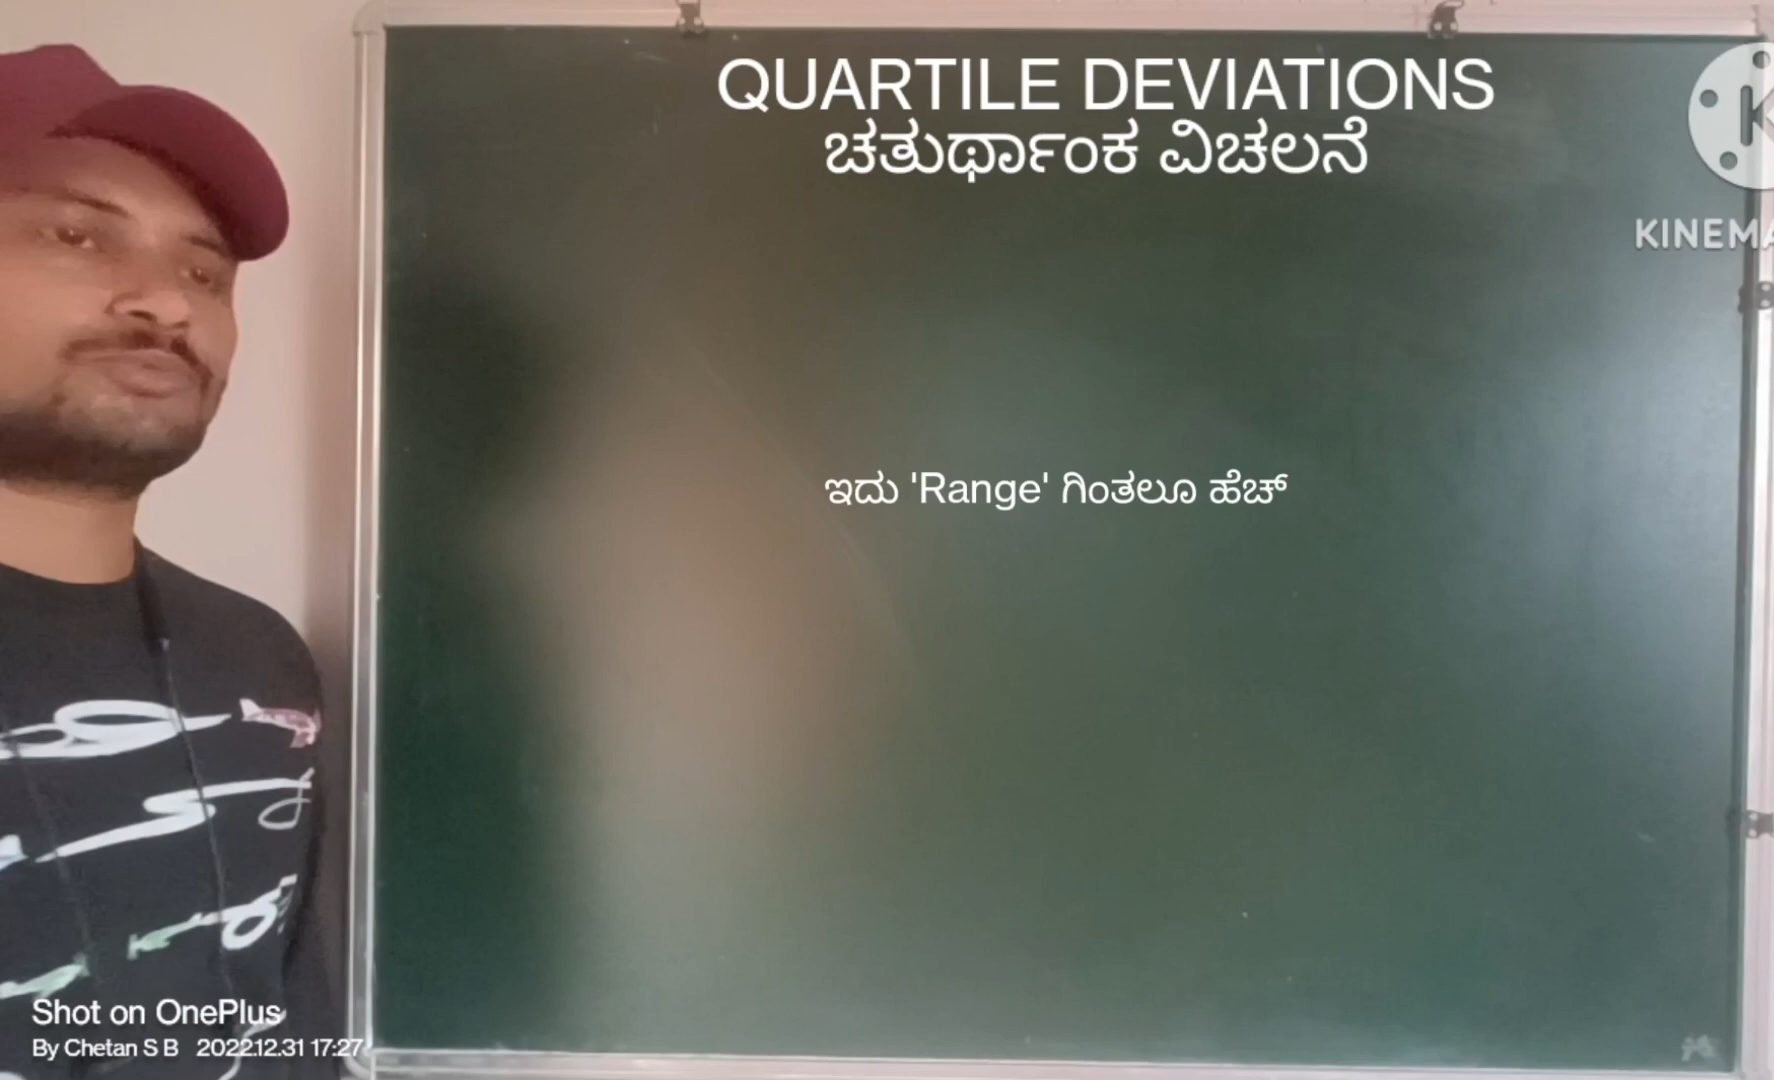 QUARTILE DEVIATIONS
ಚತುರ್ಥಾಂಕ ವಿಚಲನೆ
KINEMA
ಇದು 'Range' ಗಿಂತಲೂ ಹೆಚ್
Shot on OnePlus
By Chetan S B 2022.12.31 17:27